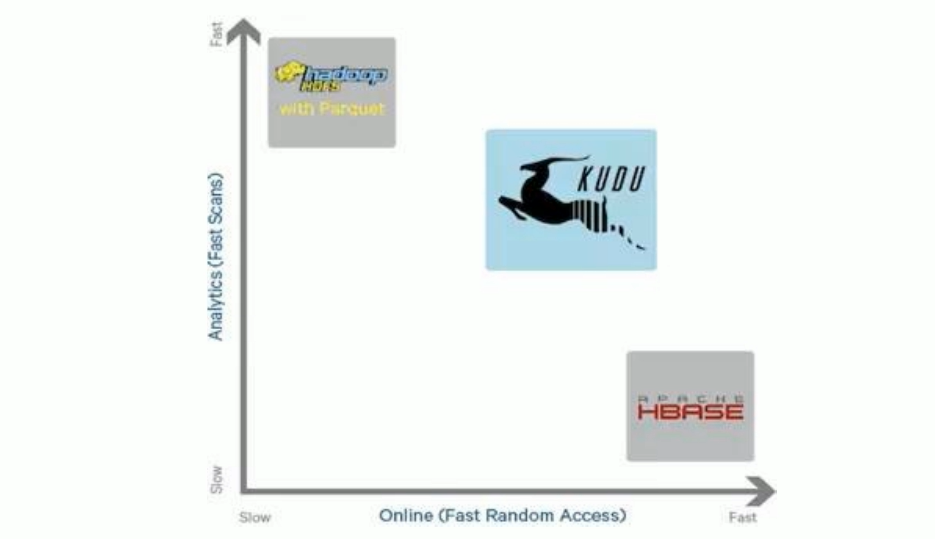 Fast
hadoop
HDFS
with Parquet
KUDU
Analytics (Fast Scans)
APACHE
HBASE
Slow
Slow
Online (Fast Random Access)
Fast